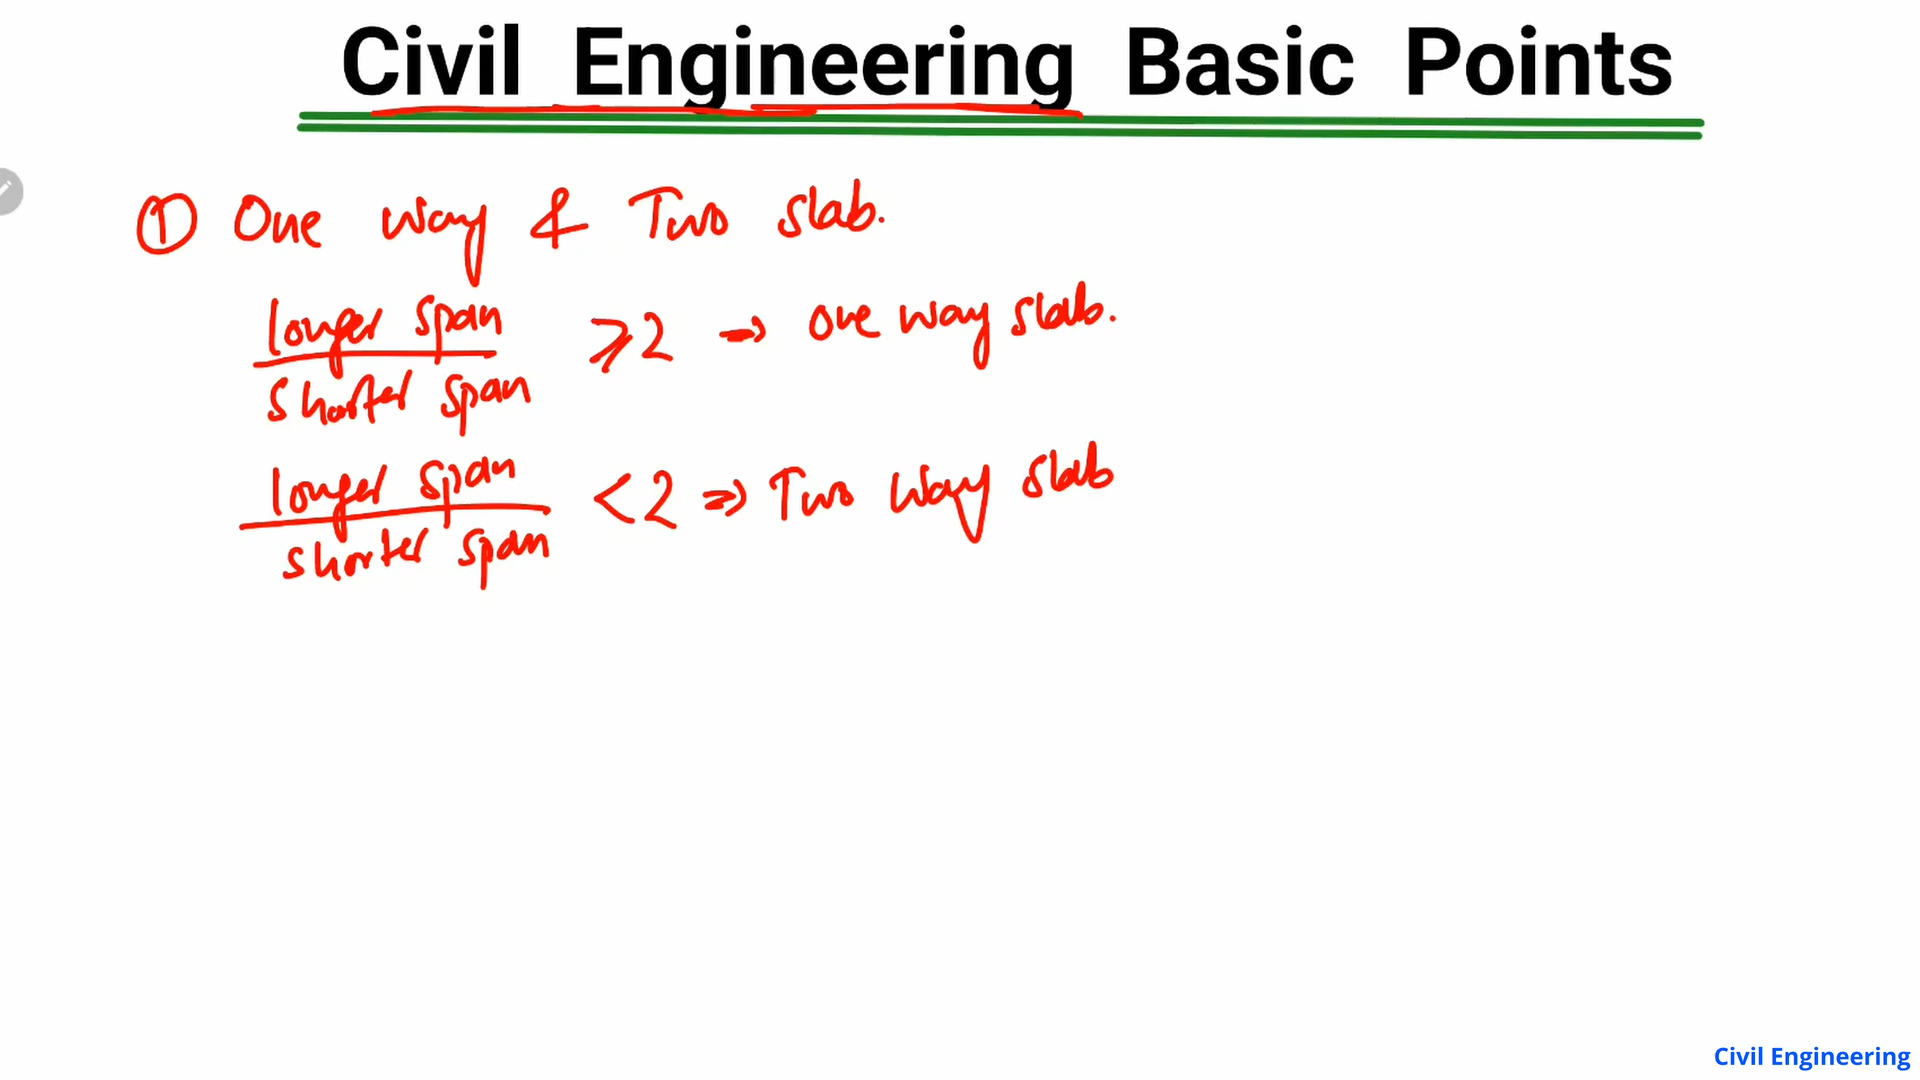 Civil Engineering Basic Points
① One way & Two slab.
longer span
shorter span
⩾2 ⇒ one way slab.
longer span
shorter span
<2 ⇒ Two way slab
Civil Engineering